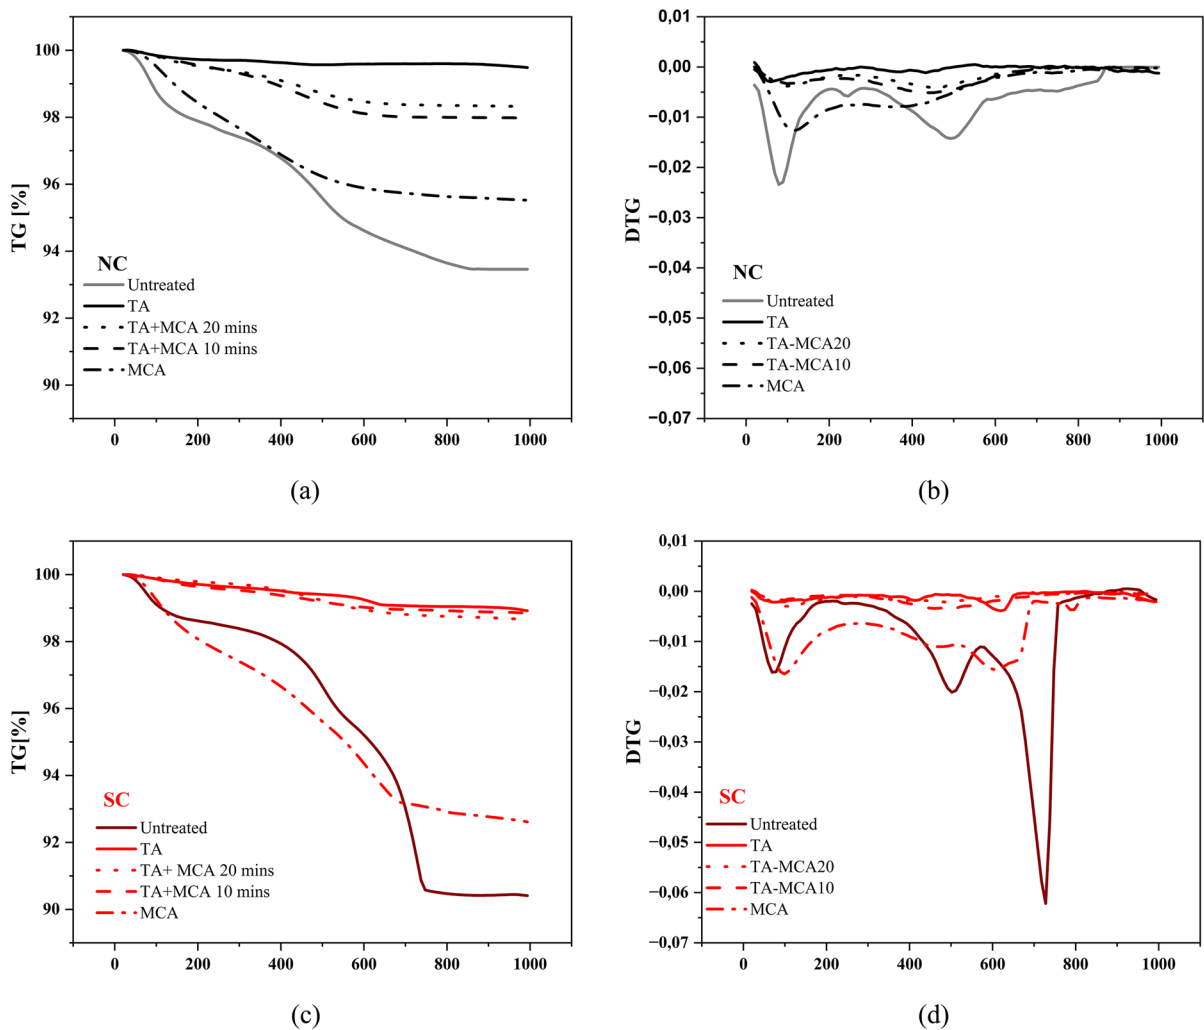 100
98
96
94
92
90
TG [%]
NC
Untreated
TA
TA+MCA 20 mins
TA+MCA 10 mins
MCA
0 200 400 600 800 1000
(a)
0,01
0,00
−0,01
−0,02
−0,03
−0,04
−0,05
−0,06
−0,07
DTG
NC
Untreated
TA
TA-MCA20
TA-MCA10
MCA
0 200 400 600 800 1000
(b)
100
98
96
94
92
90
TG[%]
SC
Untreated
TA
TA+ MCA 20 mins
TA+MCA 10 mins
MCA
0 200 400 600 800 1000
(c)
0,01
0,00
−0,01
−0,02
−0,03
−0,04
−0,05
−0,06
−0,07
DTG
SC
Untreated
TA
TA-MCA20
TA-MCA10
MCA
0 200 400 600 800 1000
(d)